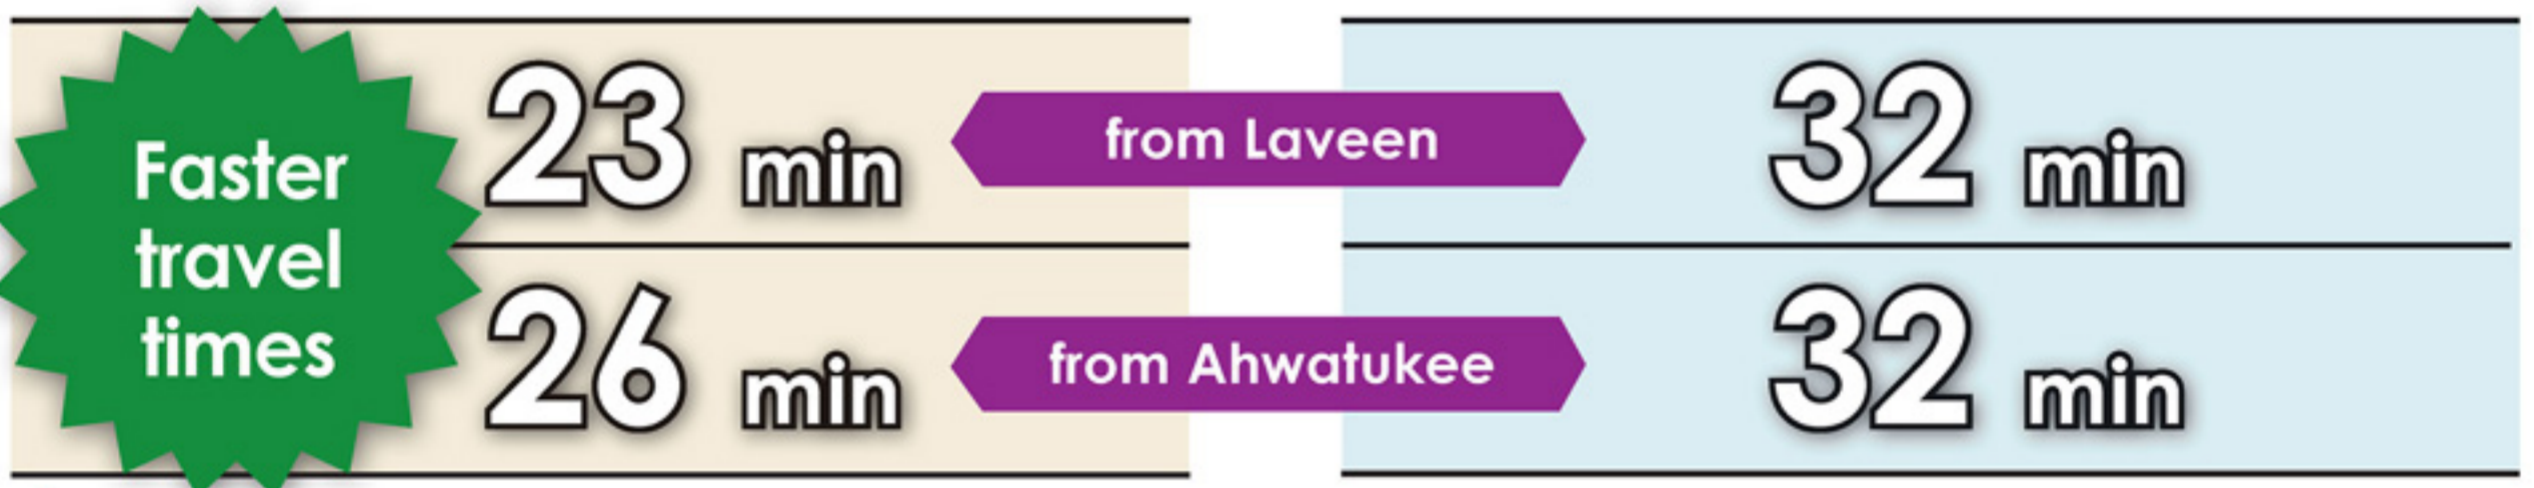 Faster
travel
times
23 min
from Laveen
32 min
26 min
from Ahwatukee
32 min